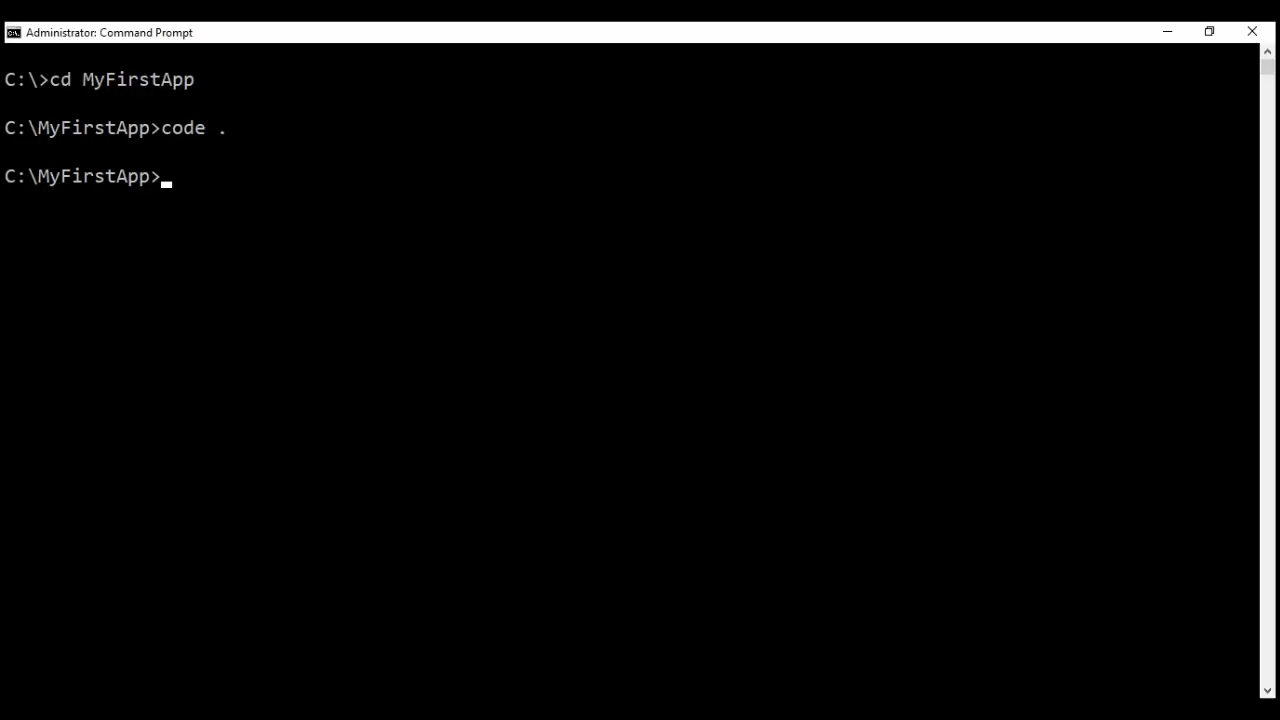 Administrator: Command Prompt
C:\>cd MyFirstApp
C:\MyFirstApp>code .
C:\MyFirstApp>